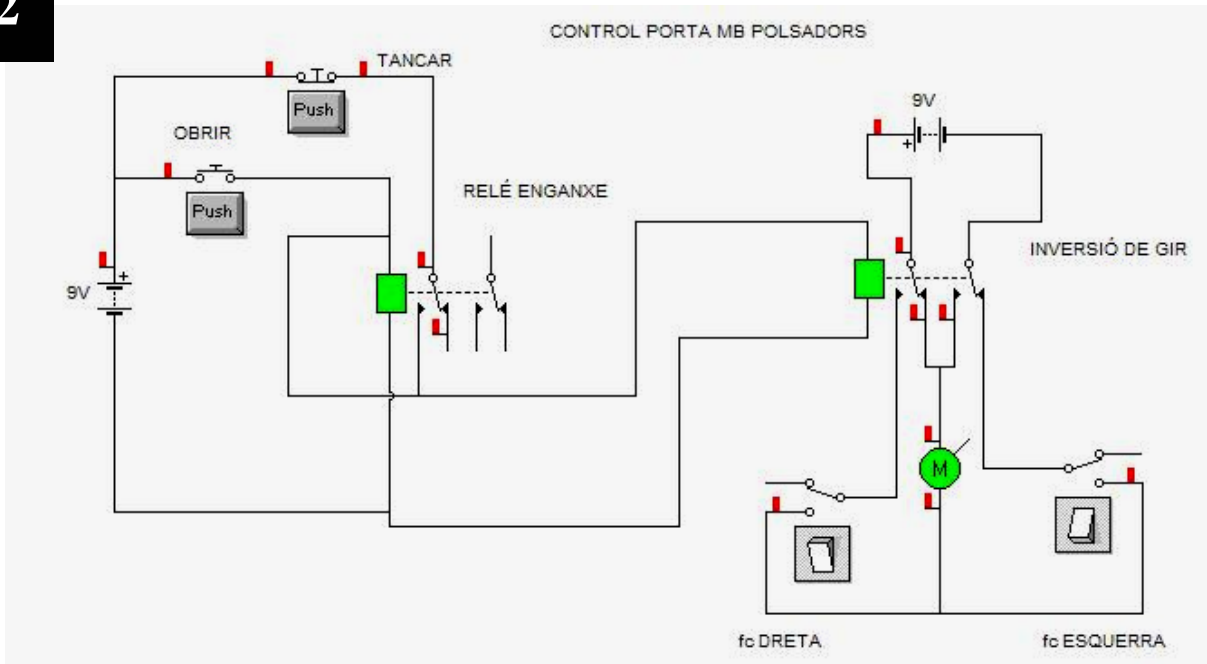 2
CONTROL PORTA MB POLSADORS
TANCAR
Push
9V
+
OBRIR
Push
RELÉ ENGANXE
INVERSIÓ DE GIR
+
9V
M
fc DRETA
fc ESQUERRA